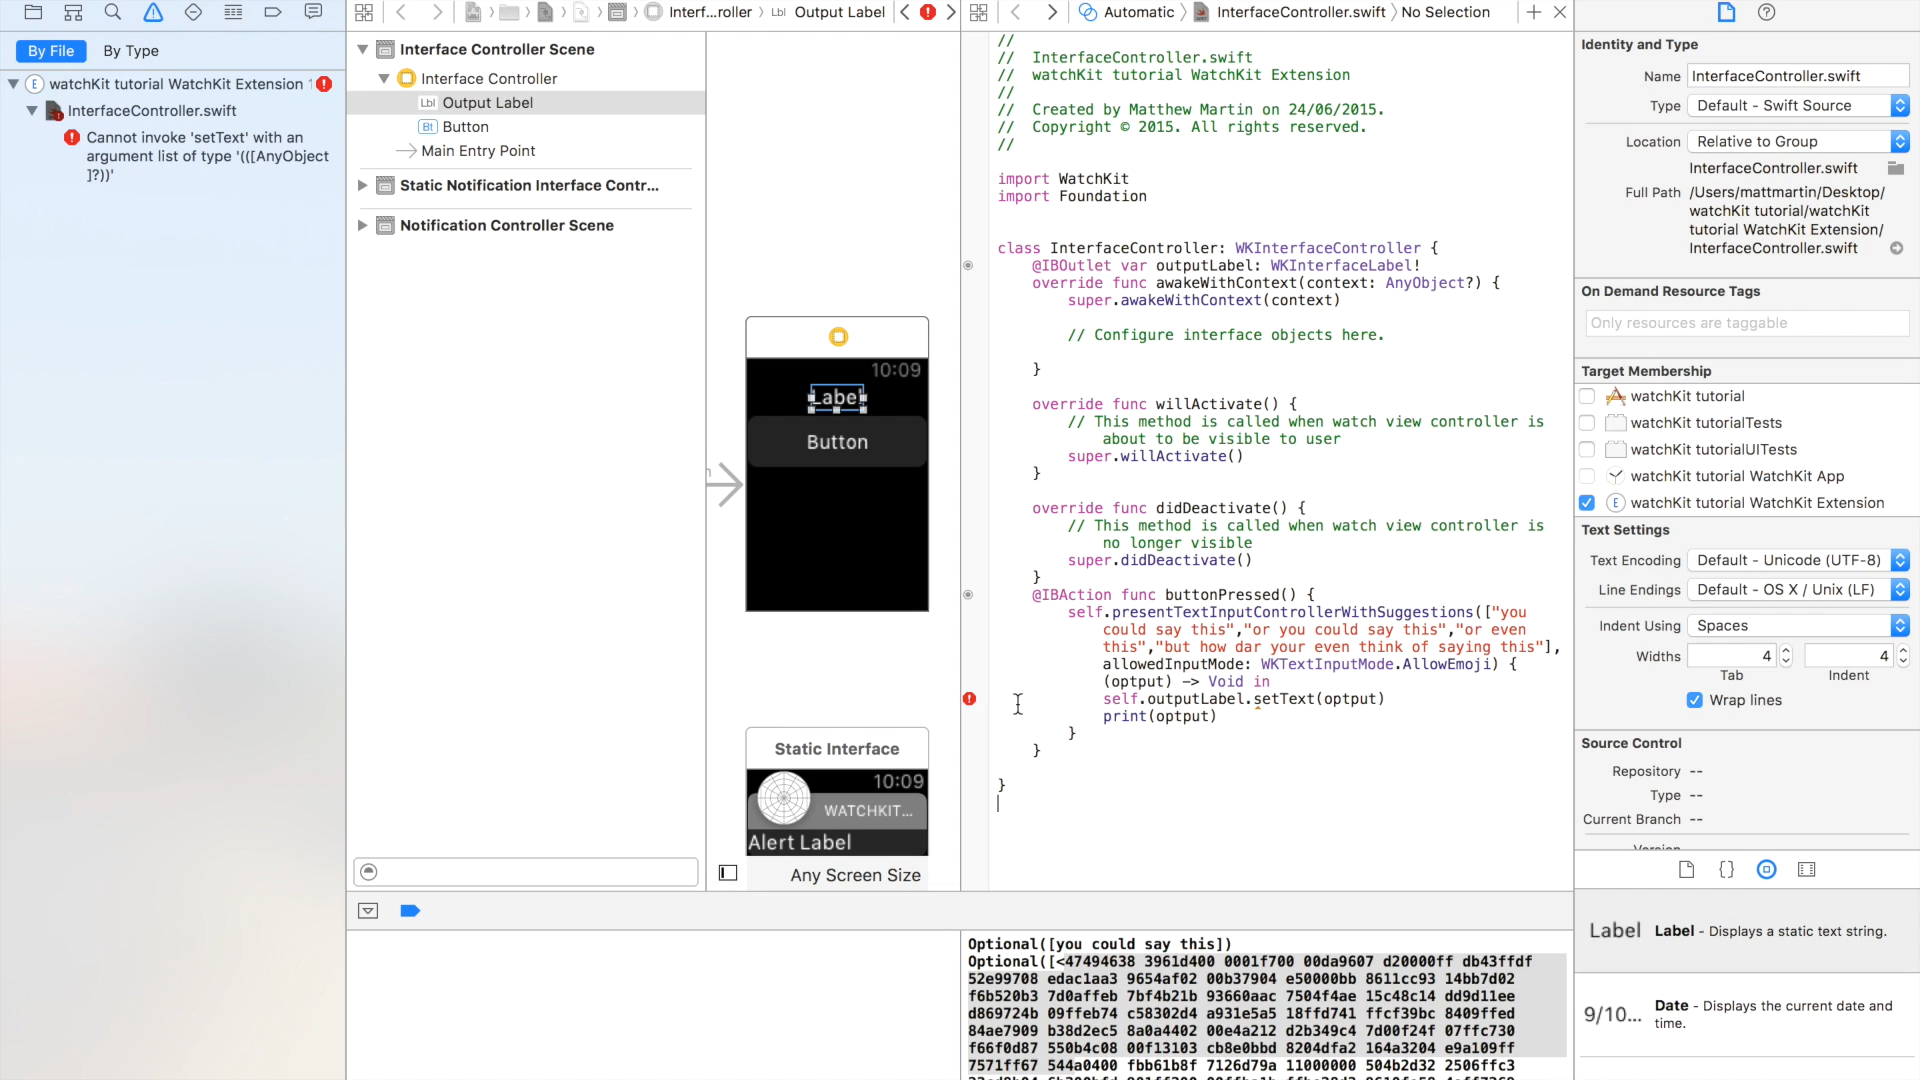 Interf...roller
Lbl Output Label
Automatic
InterfaceController.swift
No Selection
By File
By Type
watchKit tutorial WatchKit Extension
InterfaceController.swift
Cannot invoke 'setText' with an
argument list of type '(([AnyObject
]?))'
Interface Controller Scene
Interface Controller
Lbl Output Label
Bt Button
Main Entry Point
Static Notification Interface Contr...
Notification Controller Scene
10:09
Label
Button
Static Interface
10:09
WATCHKIT...
Alert Label
Any Screen Size
//
//  InterfaceController.swift
//  watchKit tutorial WatchKit Extension
//
//  Created by Matthew Martin on 24/06/2015.
//  Copyright © 2015. All rights reserved.
//
import WatchKit
import Foundation
class InterfaceController: WKInterfaceController {
@IBOutlet var outputLabel: WKInterfaceLabel!
override func awakeWithContext(context: AnyObject?) {
super.awakeWithContext(context)
// Configure interface objects here.
}
override func willActivate() {
// This method is called when watch view controller is
about to be visible to user
super.willActivate()
}
override func didDeactivate() {
// This method is called when watch view controller is
no longer visible
super.didDeactivate()
}
@IBAction func buttonPressed() {
self.presentTextInputControllerWithSuggestions(["you
could say this","or you could say this","or even
this","but how dar your even think of saying this"],
allowedInputMode: WKTextInputMode.AllowEmoji) {
(optput) -> Void in
self.outputLabel.setText(optput)
print(optput)
}
}
}
Optional([you could say this])
Optional([<47494638 3961d400 0001f700 00da9607 d20000ff db43ffdf
52e99708 edac1aa3 9654af02 00b37904 e50000bb 8611cc93 14bb7d02
f6b520b3 7d0affeb 7bf4b21b 93660aac 7504f4ae 15c48c14 dd9d11ee
d869724b 09ffeb74 c58302d4 a931e5a5 18ffd741 ffcf39bc 8409ffed
84ae7909 b38d2ec5 8a0a4402 00e4a212 d2b349c4 7d00f24f 07ffc730
f66f0d87 550b4c08 00f13103 cb8e0bbd 8204dfa2 164a3204 e9a109ff
7571ff67 544a0400 fbb61b8f 7126d79a 11000000 504b2d32 2506ffc3
Identity and Type
Name InterfaceController.swift
Type Default - Swift Source
Location Relative to Group
InterfaceController.swift
Full Path /Users/mattmartin/Desktop/
watchKit tutorial/watchKit
tutorial WatchKit Extension/
InterfaceController.swift
On Demand Resource Tags
Only resources are taggable
Target Membership
watchKit tutorial
watchKit tutorialTests
watchKit tutorialUITests
watchKit tutorial WatchKit App
E watchKit tutorial WatchKit Extension
Text Settings
Text Encoding Default - Unicode (UTF-8)
Line Endings Default - OS X / Unix (LF)
Indent Using Spaces
Widths 4 4
Tab Indent
Wrap lines
Source Control
Repository --
Type --
Current Branch --
Version
Label Label - Displays a static text string.
9/10... Date - Displays the current date and
time.